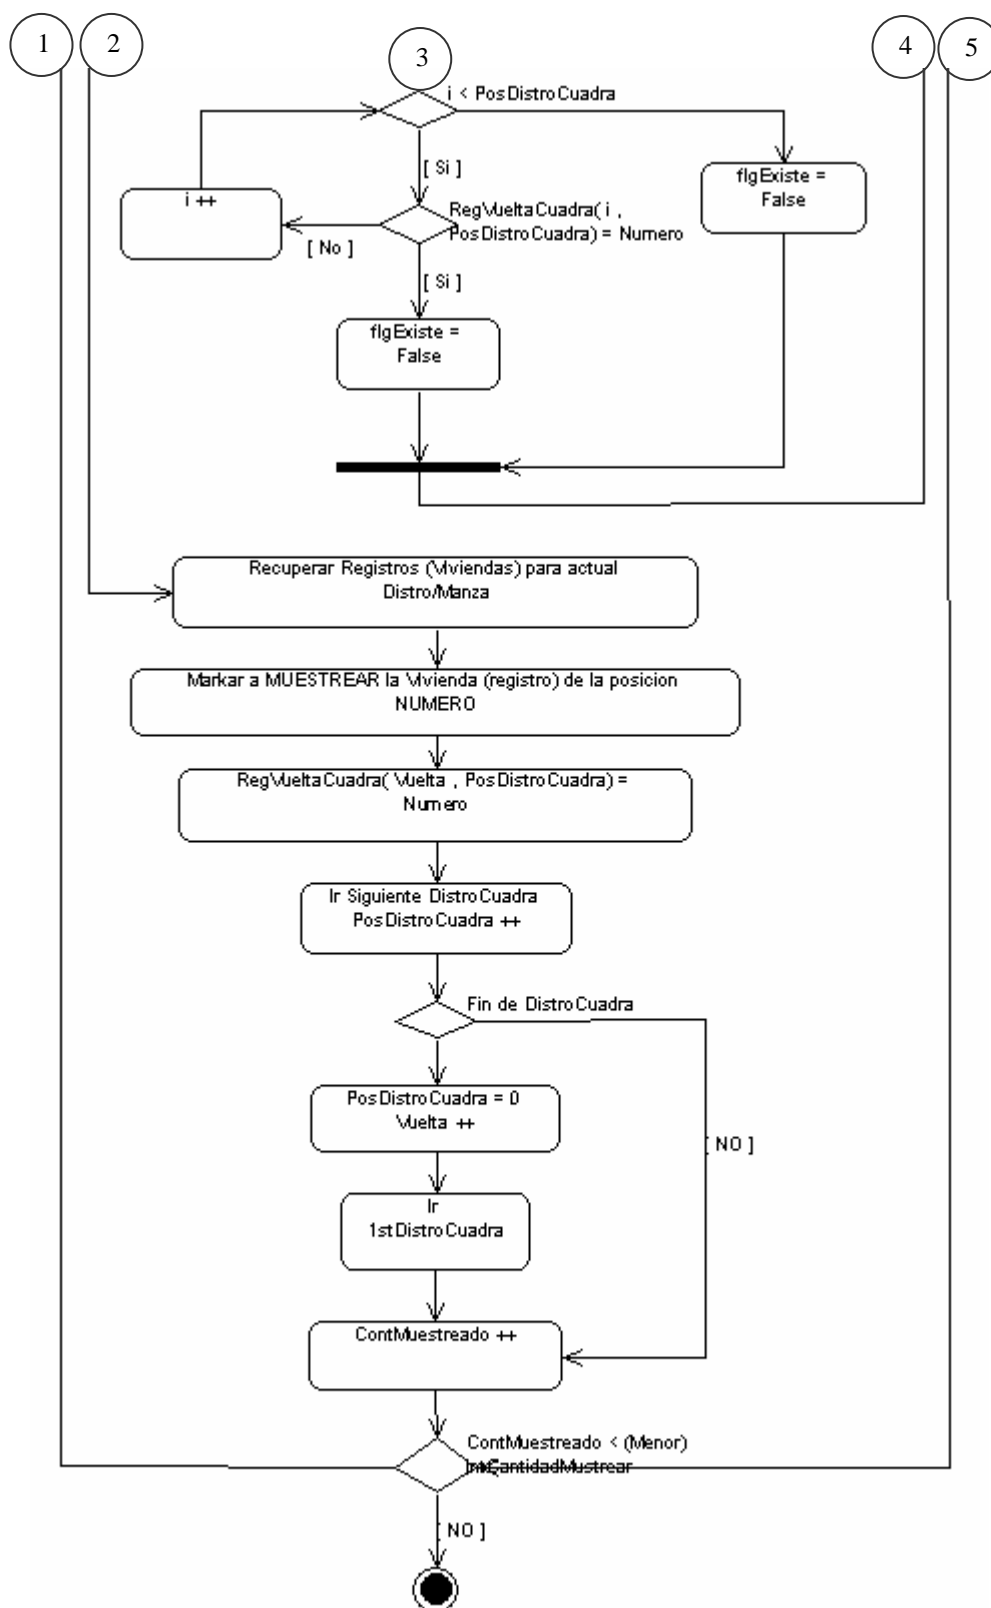 1
2
3
4
5
i < PosDistroCuadra
[ Si ]
i ++
flgExiste =
False
RegVueltaCuadra( i ,
PosDistroCuadra) = Numero
[ No ]
[ Si ]
flgExiste =
False
Recuperar Registros (Viviendas) para actual
Distro/Manza
Markar a MUESTREAR la Vivienda (registro) de la posicion
NUMERO
RegVueltaCuadra( Vuelta , PosDistroCuadra) =
Numero
Ir Siguiente DistroCuadra
PosDistroCuadra ++
Fin de DistroCuadra
PosDistroCuadra = 0
Vuelta ++
[ NO ]
Ir
1stDistroCuadra
ContMuestreado ++
ContMuestreado < (Menor)
IntCantidadMustrear
[ NO ]